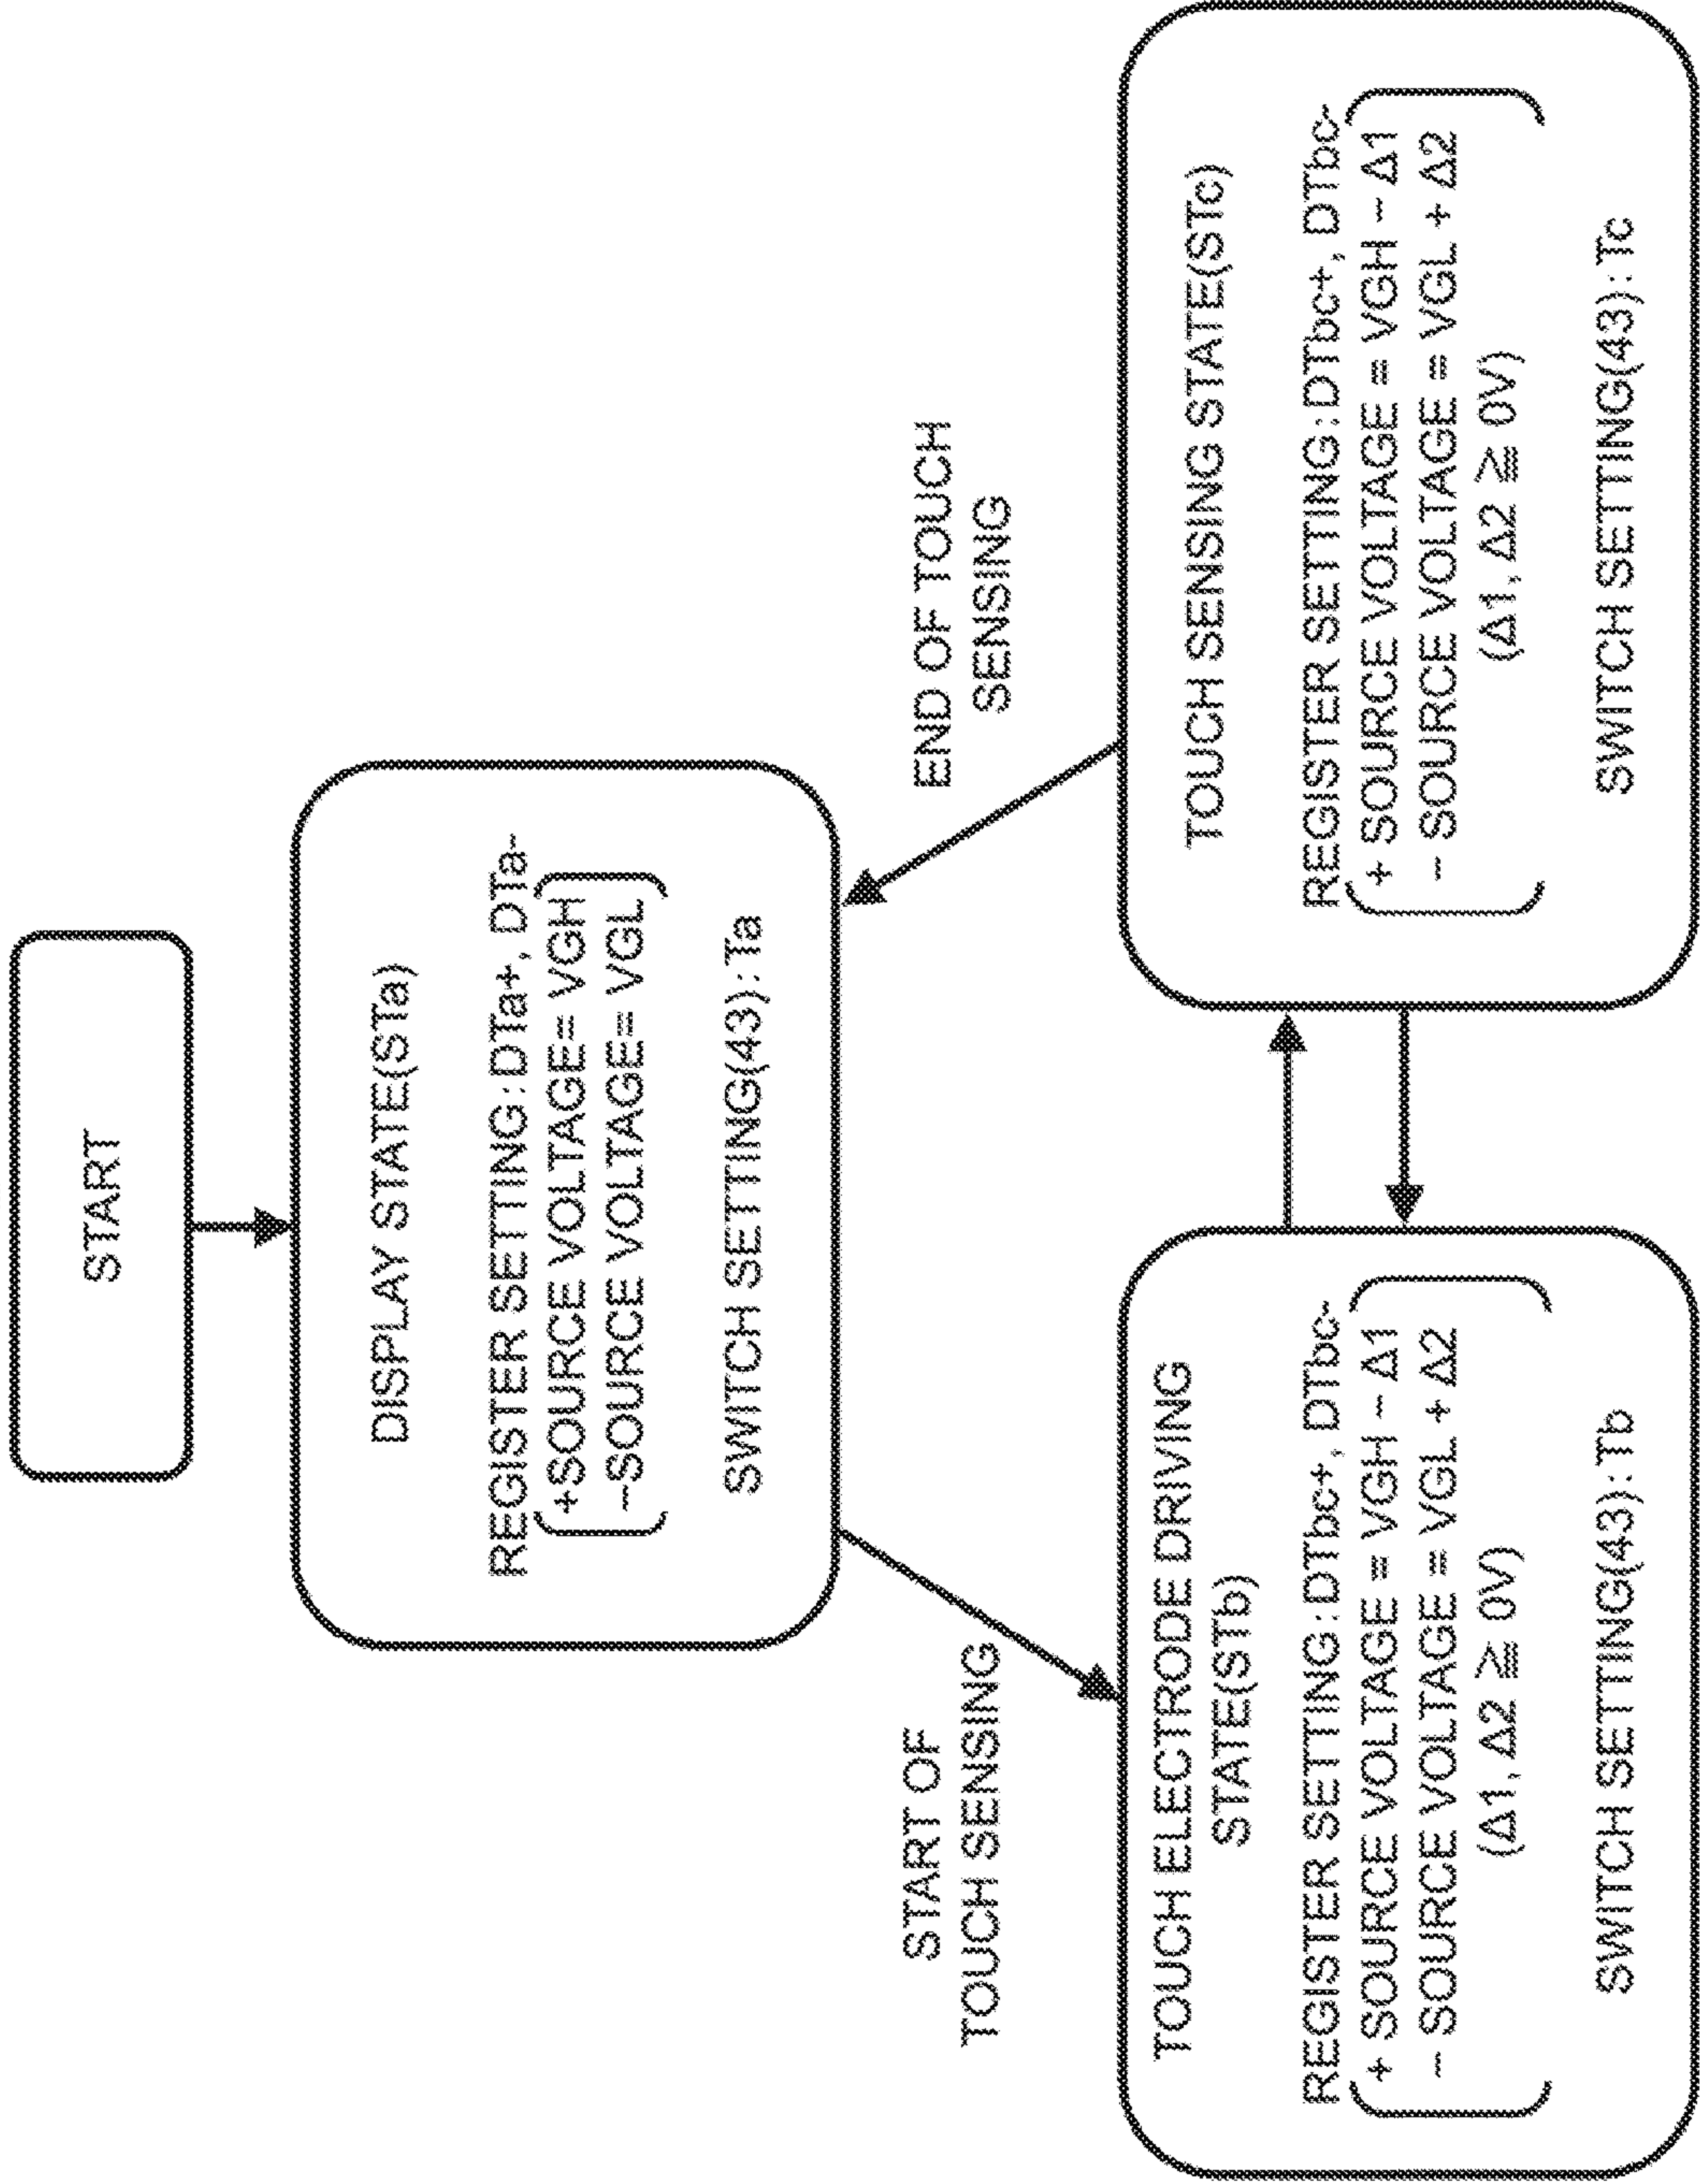 START
DISPLAY STATE(STa)
REGISTER SETTING:DTa+, DTa-
+SOURCE VOLTAGE= VGH
−SOURCE VOLTAGE= VGL
SWITCH SETTING(43):Ta
START OF
TOUCH SENSING
END OF TOUCH
SENSING
TOUCH ELECTRODE DRIVING
STATE(STb)
REGISTER SETTING:DTbc+, DTbc-
+ SOURCE VOLTAGE = VGH − Δ1
− SOURCE VOLTAGE = VGL + Δ2
(Δ1, Δ2 ≧ 0V)
SWITCH SETTING(43):Tb
TOUCH SENSING STATE(STc)
REGISTER SETTING:DTbc+, DTbc-
+ SOURCE VOLTAGE = VGH − Δ1
− SOURCE VOLTAGE = VGL + Δ2
(Δ1, Δ2 ≧ 0V)
SWITCH SETTING(43):Tc